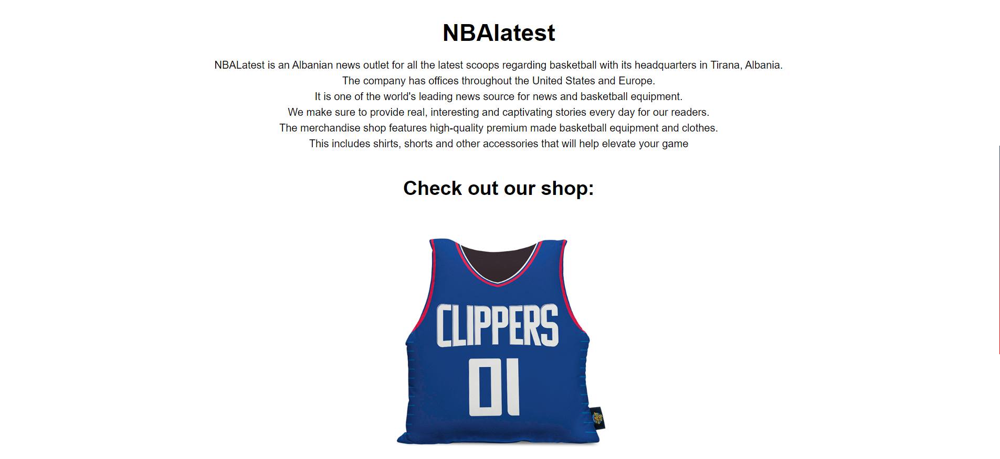 NBAlatest
NBALatest is an Albanian news outlet for all the latest scoops regarding basketball with its headquarters in Tirana, Albania.
The company has offices throughout the United States and Europe.
It is one of the world's leading news source for news and basketball equipment.
We make sure to provide real, interesting and captivating stories every day for our readers.
The merchandise shop features high-quality premium made basketball equipment and clothes.
This includes shirts, shorts and other accessories that will help elevate your game
Check out our shop:
CLIPPERS
01